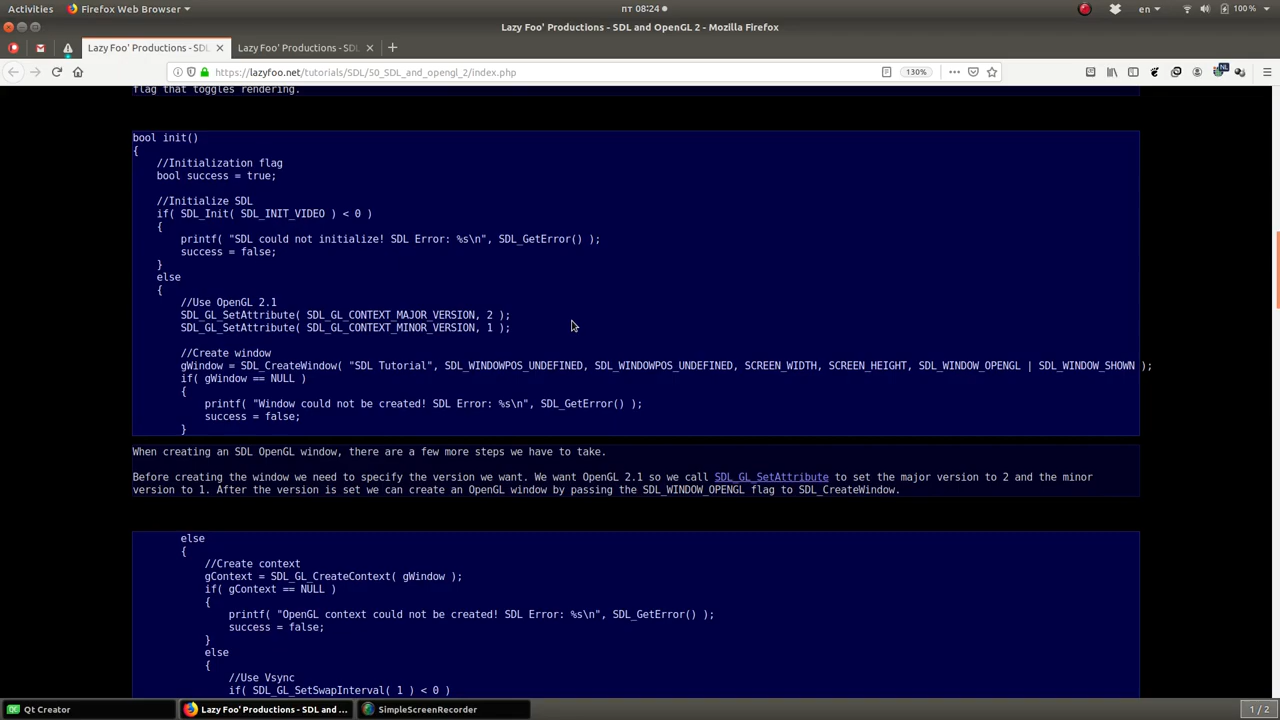 Activities
Firefox Web Browser
пт 08:24
en
100 %
Lazy Foo' Productions - SDL and OpenGL 2 - Mozilla Firefox
Lazy Foo' Productions - SDL
Lazy Foo' Productions - SDL
https://lazyfoo.net/tutorials/SDL/50_SDL_and_opengl_2/index.php
130%
NL
flag that toggles rendering.
bool init()
{
//Initialization flag
bool success = true;
//Initialize SDL
if( SDL_Init( SDL_INIT_VIDEO ) < 0 )
{
printf( "SDL could not initialize! SDL Error: %s\n", SDL_GetError() );
success = false;
}
else
{
//Use OpenGL 2.1
SDL_GL_SetAttribute( SDL_GL_CONTEXT_MAJOR_VERSION, 2 );
SDL_GL_SetAttribute( SDL_GL_CONTEXT_MINOR_VERSION, 1 );
//Create window
gWindow = SDL_CreateWindow( "SDL Tutorial", SDL_WINDOWPOS_UNDEFINED, SDL_WINDOWPOS_UNDEFINED, SCREEN_WIDTH, SCREEN_HEIGHT, SDL_WINDOW_OPENGL | SDL_WINDOW_SHOWN );
if( gWindow == NULL )
{
printf( "Window could not be created! SDL Error: %s\n", SDL_GetError() );
success = false;
}
When creating an SDL OpenGL window, there are a few more steps we have to take.
Before creating the window we need to specify the version we want. We want OpenGL 2.1 so we call SDL_GL_SetAttribute to set the major version to 2 and the minor
version to 1. After the version is set we can create an OpenGL window by passing the SDL_WINDOW_OPENGL flag to SDL_CreateWindow.
else
{
//Create context
gContext = SDL_GL_CreateContext( gWindow );
if( gContext == NULL )
{
printf( "OpenGL context could not be created! SDL Error: %s\n", SDL_GetError() );
success = false;
}
else
{
//Use Vsync
if( SDL_GL_SetSwapInterval( 1 ) < 0 )
Qt Creator
Lazy Foo' Productions - SDL and ...
SimpleScreenRecorder
1 / 2